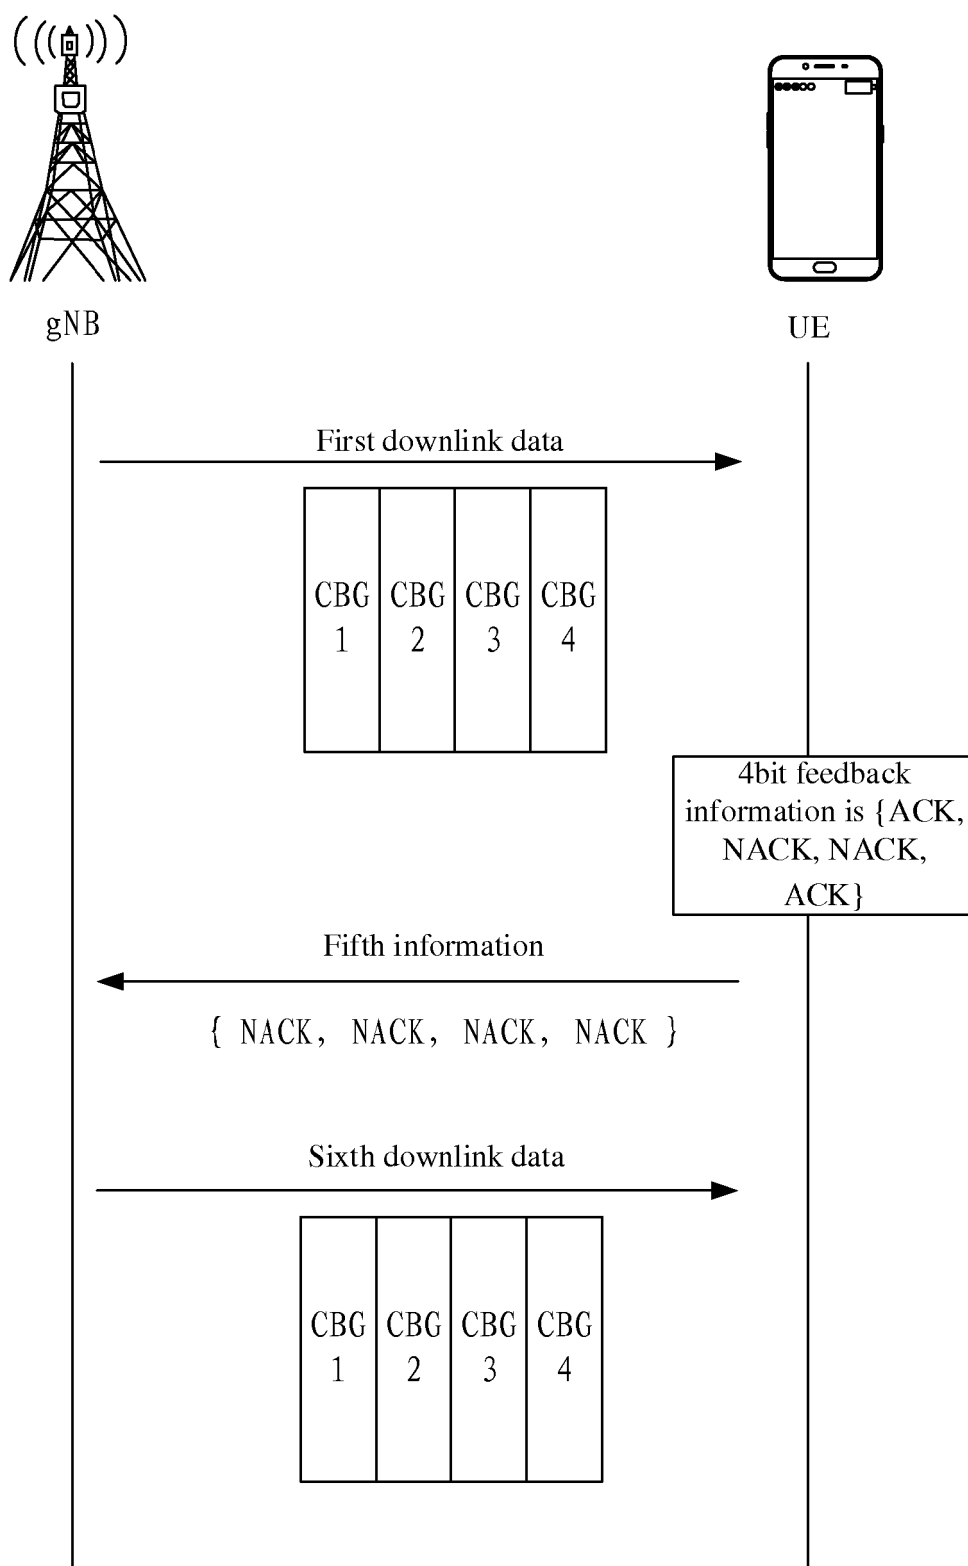 gNB
UE
First downlink data
CBG CBG CBG CBG
1 2 3 4
4bit feedback
information is {ACK,
NACK, NACK,
ACK}
Fifth information
{ NACK, NACK, NACK, NACK }
Sixth downlink data
CBG CBG CBG CBG
1 2 3 4